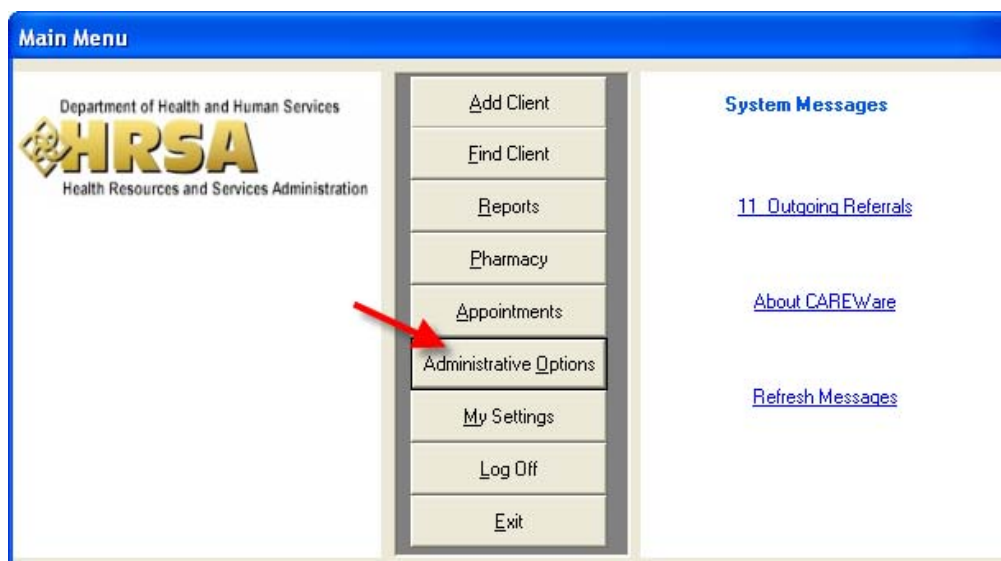 Main Menu
Department of Health and Human Services
HRSA
Health Resources and Services Administration
Add Client
Find Client
Reports
Pharmacy
Appointments
Administrative Options
My Settings
Log Off
Exit
System Messages
11 Outgoing Referrals
About CAREWare
Refresh Messages